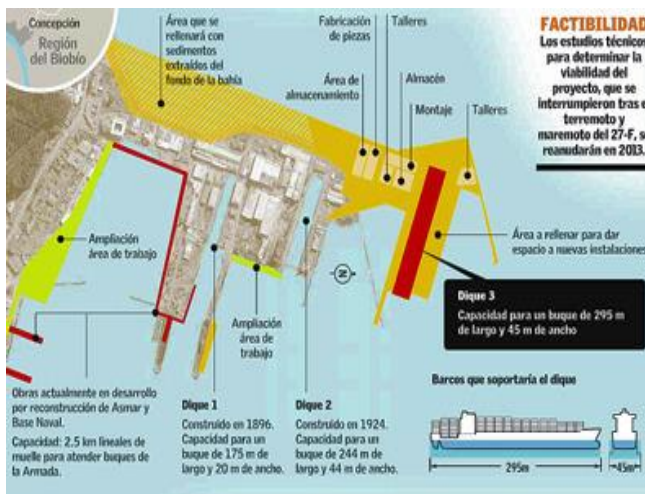 Concepción
Región
del Biobío
Área que se
rellenará con
sedimentos
extraídos del
fondo de la bahía
Fabricación
de piezas
Talleres
Área de
almacenamiento
Almacén
Montaje
Talleres
FACTIBILIDAD
Los estudios técnicos
para determinar la
viabilidad del
proyecto, que se
interrumpieron tras e
terremoto y
maremoto del 27-F, se
reanudarán en 2013.
Ampliación
área de trabajo
Área a rellenar para dar
espacio a nuevas instalaciones
N
Dique 3
Capacidad para un buque de 295 m
de largo y 45 m de ancho
Ampliación
área de
trabajo
Obras actualmente en desarrollo
por reconstrucción de Asmar y
Base Naval.
Capacidad: 2,5 km lineales de
muelle para atender buques de
la Armada.
Dique 1
Construido en 1896.
Capacidad para un
buque de 175 m de
largo y 20 m de ancho.
Dique 2
Construido en 1924.
Capacidad para un
buque de 244 m de
largo y 44 m de ancho.
Barcos que soportaría el dique
295m
45m